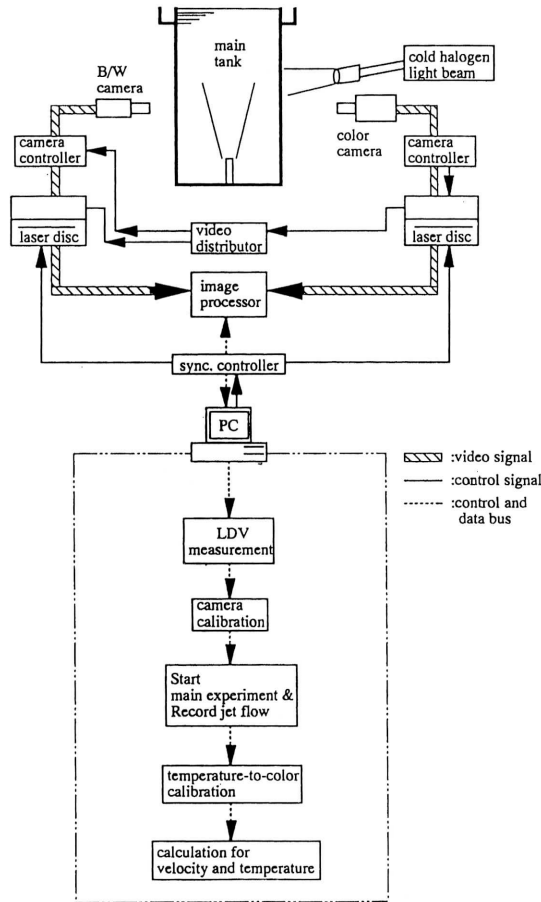 main
tank
cold halogen
light beam
B/W
camera
color
camera
camera
controller
camera
controller
laser disc
video
distributor
laser disc
image
processor
sync. controller
PC
:video signal
:control signal
:control and
data bus
LDV
measurement
camera
calibration
Start
main experiment &
Record jet flow
temperature-to-color
calibration
calculation for
velocity and temperature